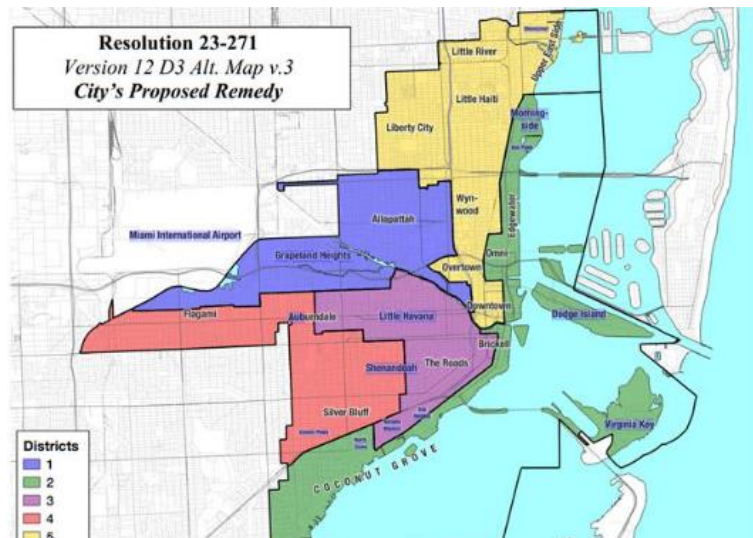 Resolution 23-271
Version 12 D3 Alt. Map v.3
City's Proposed Remedy
Little River
Upper East Side
Little Haiti
Morning-
side
Liberty City
Wyn-
wood
Edgewater
Allapattah
Miami International Airport
Grapeland Heights
Omni
Overtown
Downtown
Dodge Island
Flagami
Auburndale
Little Havana
Brickell
Shenandoah
The Roads
Silver Bluff
Virginia Key
COCONUT GROVE
Districts
1
2
3
4
5